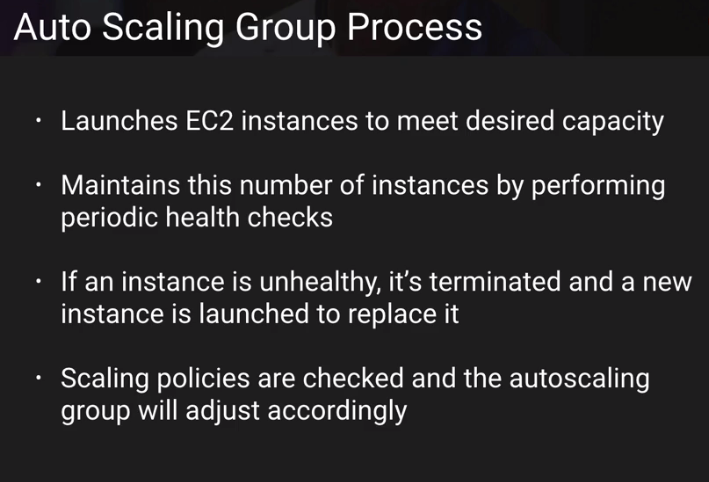 Auto Scaling Group Process
• Launches EC2 instances to meet desired capacity
• Maintains this number of instances by performing
periodic health checks
• If an instance is unhealthy, it’s terminated and a new
instance is launched to replace it
• Scaling policies are checked and the autoscaling
group will adjust accordingly